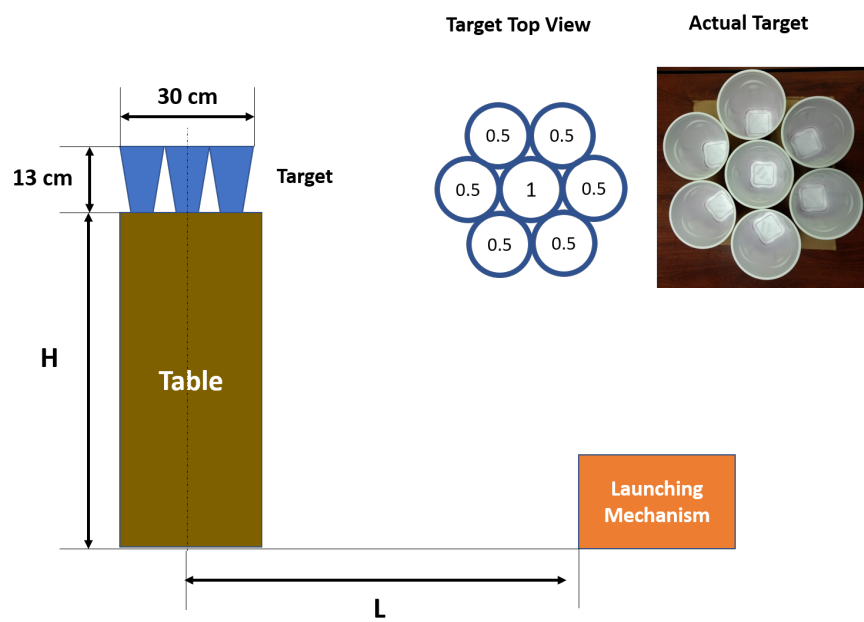 Target Top View
Actual Target
30 cm
13 cm
Target
0.5 0.5
0.5 1 0.5
0.5 0.5
H
Table
Launching
Mechanism
L